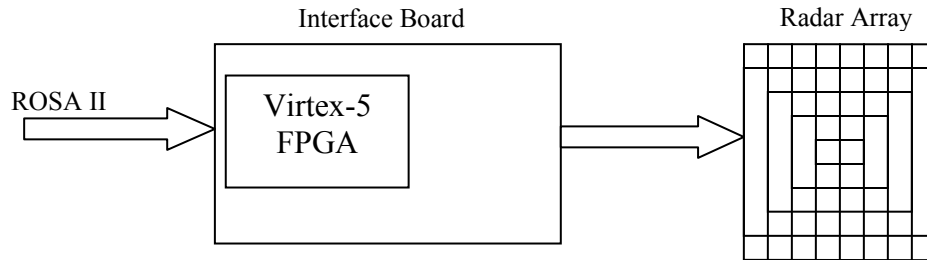 Interface Board
Radar Array
ROSA II
Virtex-5
FPGA